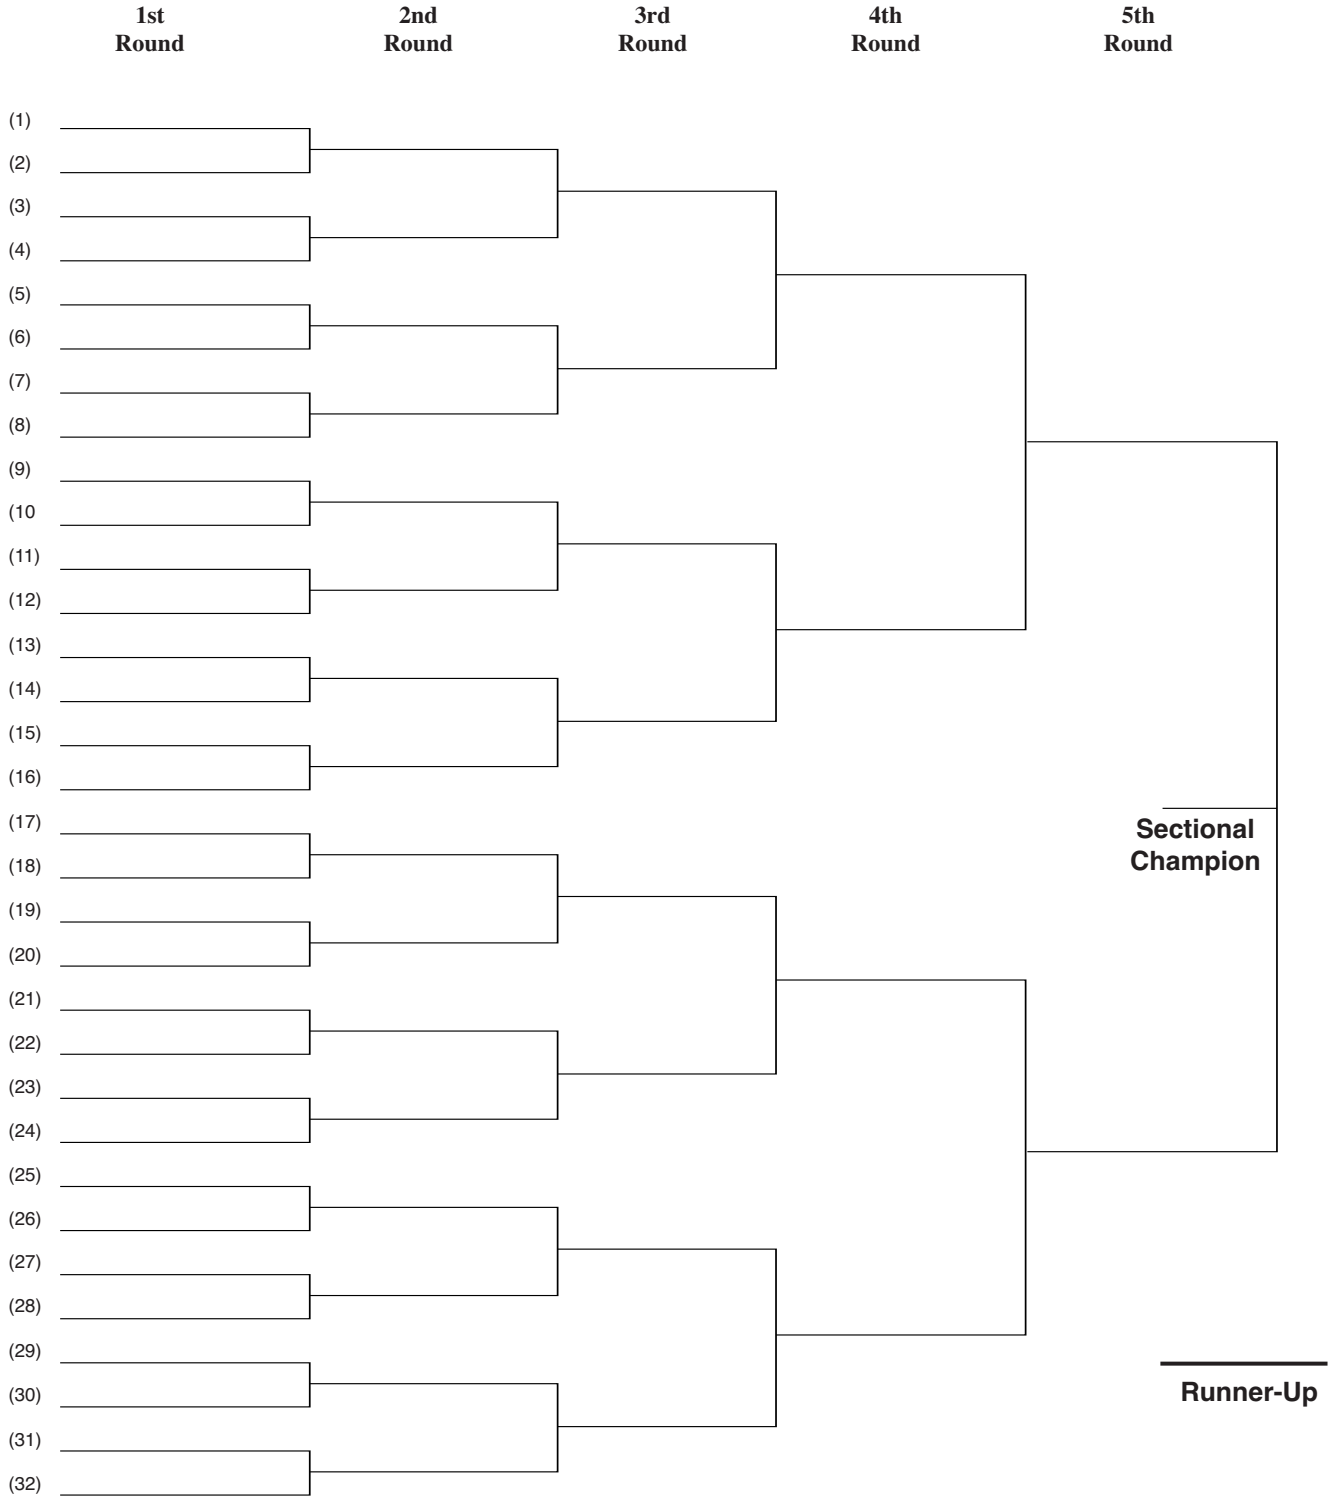 1st
Round
2nd
Round
3rd
Round
4th
Round
5th
Round
(1)
(2)
(3)
(4)
(5)
(6)
(7)
(8)
(9)
(10
(11)
(12)
(13)
(14)
(15)
(16)
(17)
(18)
(19)
(20)
(21)
(22)
(23)
(24)
(25)
(26)
(27)
(28)
(29)
(30)
(31)
(32)
Sectional
Champion
Runner-Up